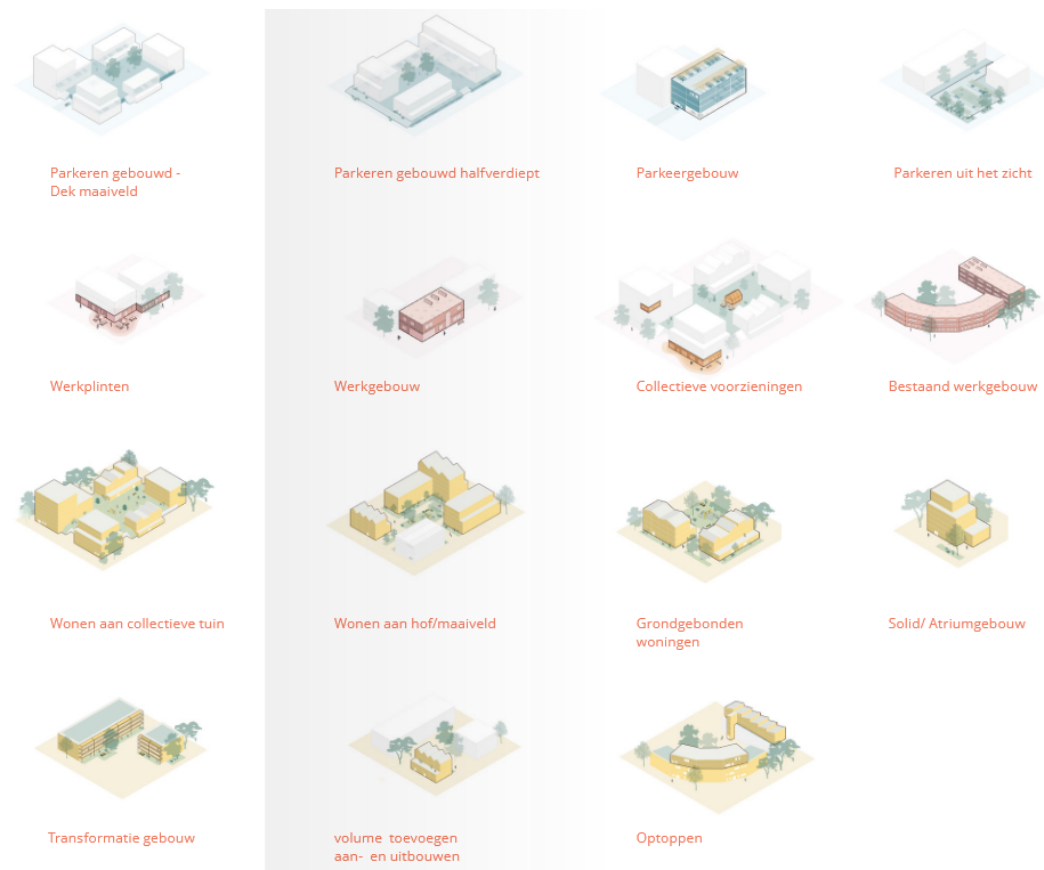 Parkeren gebouwd -
Dek maaiveld
Parkeren gebouwd halfverdiept
Parkeergebouw
Parkeren uit het zicht
Werkplinten
Werkgebouw
Collectieve voorzieningen
Bestaand werkgebouw
Wonen aan collectieve tuin
Wonen aan hof/maaiveld
Grondgebonden
woningen
Solid/ Atriumgebouw
Transformatie gebouw
volume toevoegen
aan- en uitbouwen
Optoppen